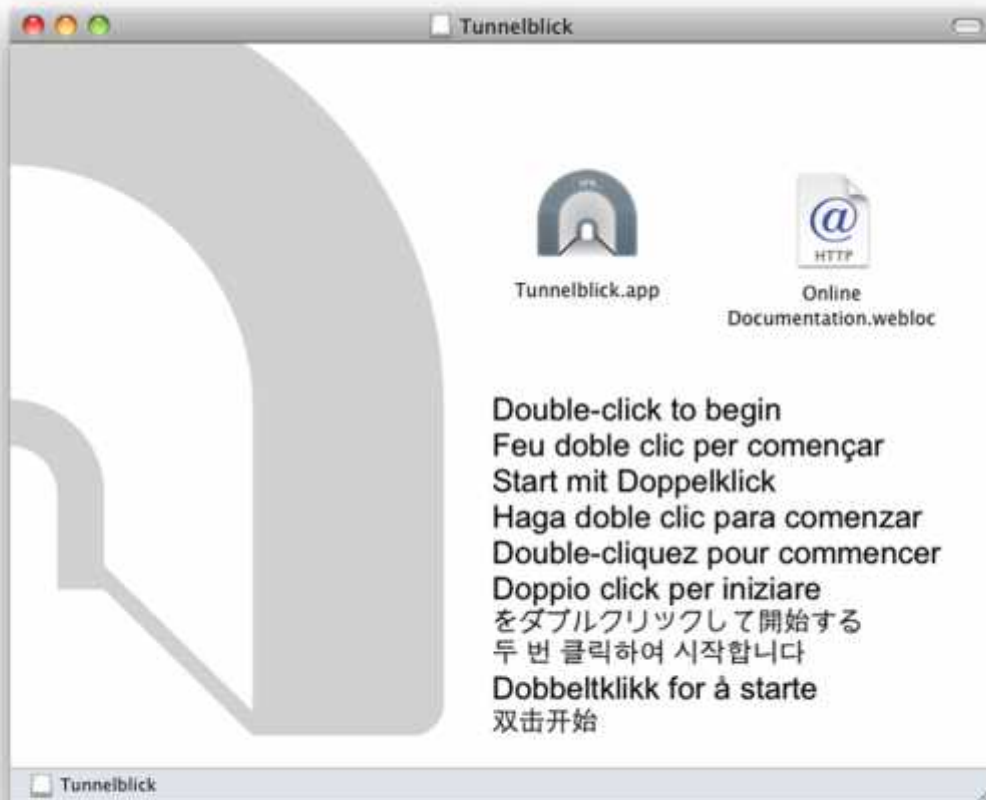 Tunnelblick
Tunnelblick.app
@
HTTP
Online
Documentation.webloc
Double-click to begin
Feu doble clic per començar
Start mit Doppelklick
Haga doble clic para comenzar
Double-cliquez pour commencer
Doppio click per iniziare
をダブルクリックして開始する
두 번 클릭하여 시작합니다
Dobbeltklikk for å starte
双击开始
Tunnelblick